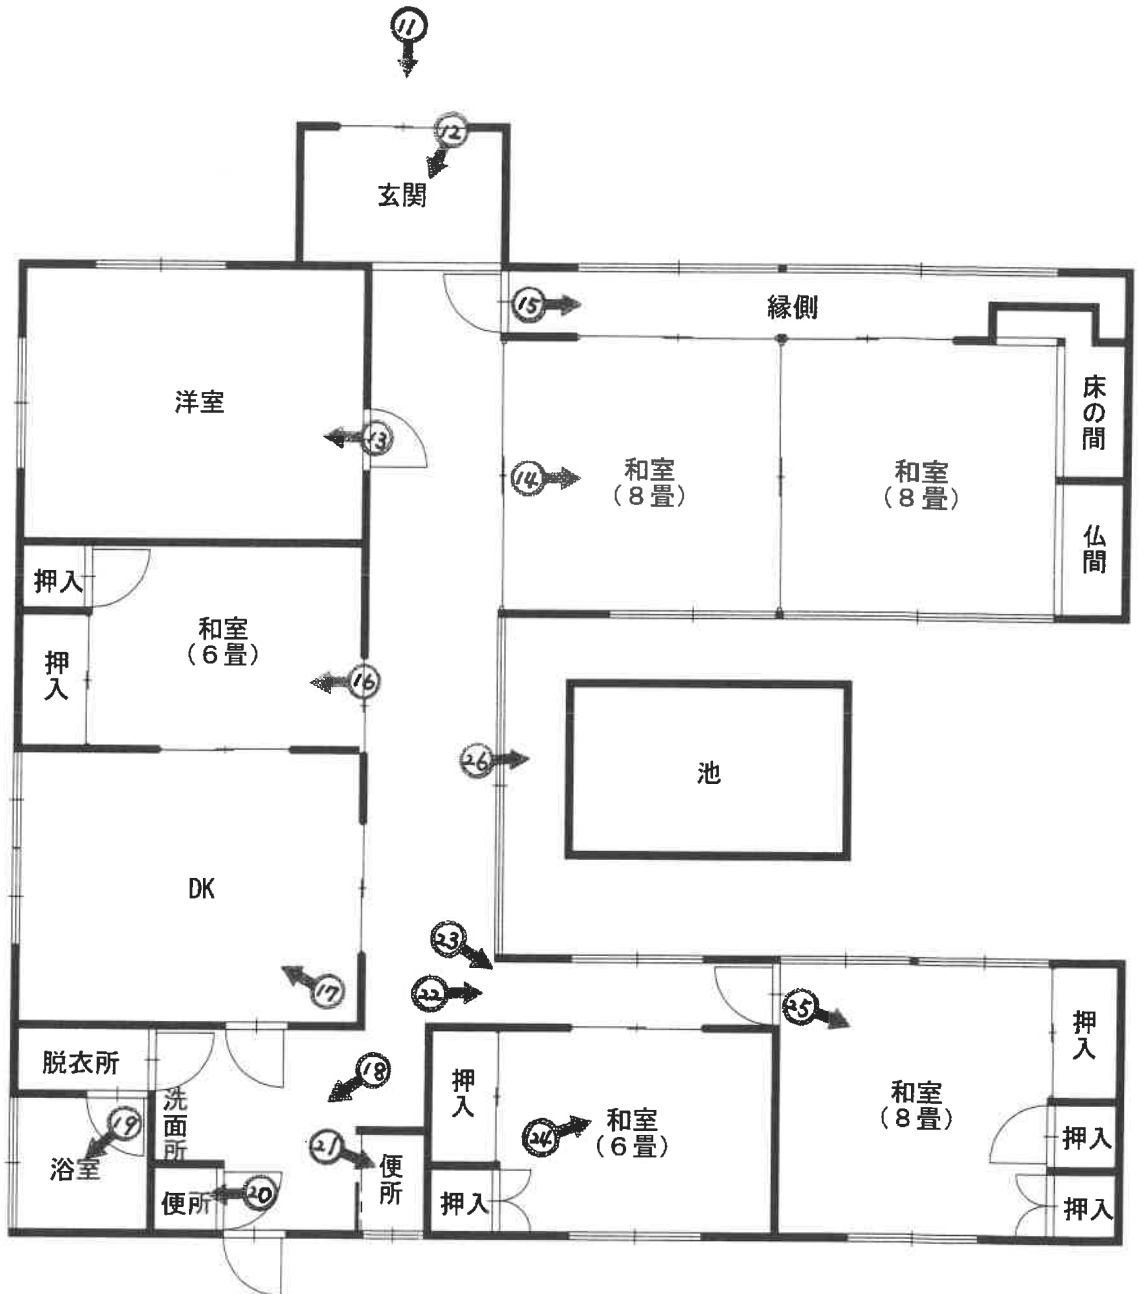 11
12
玄関
15
縁側
洋室
13
14
和室
(8畳)
和室
(8畳)
床の間
仏間
押入
和室
(6畳)
押入
16
26
池
DK
17
23
22
25
押入
脱衣所
洗面所
18
押入
24
和室
(6畳)
和室
(8畳)
押入
19
浴室
21
便所
便所
20
押入
押入